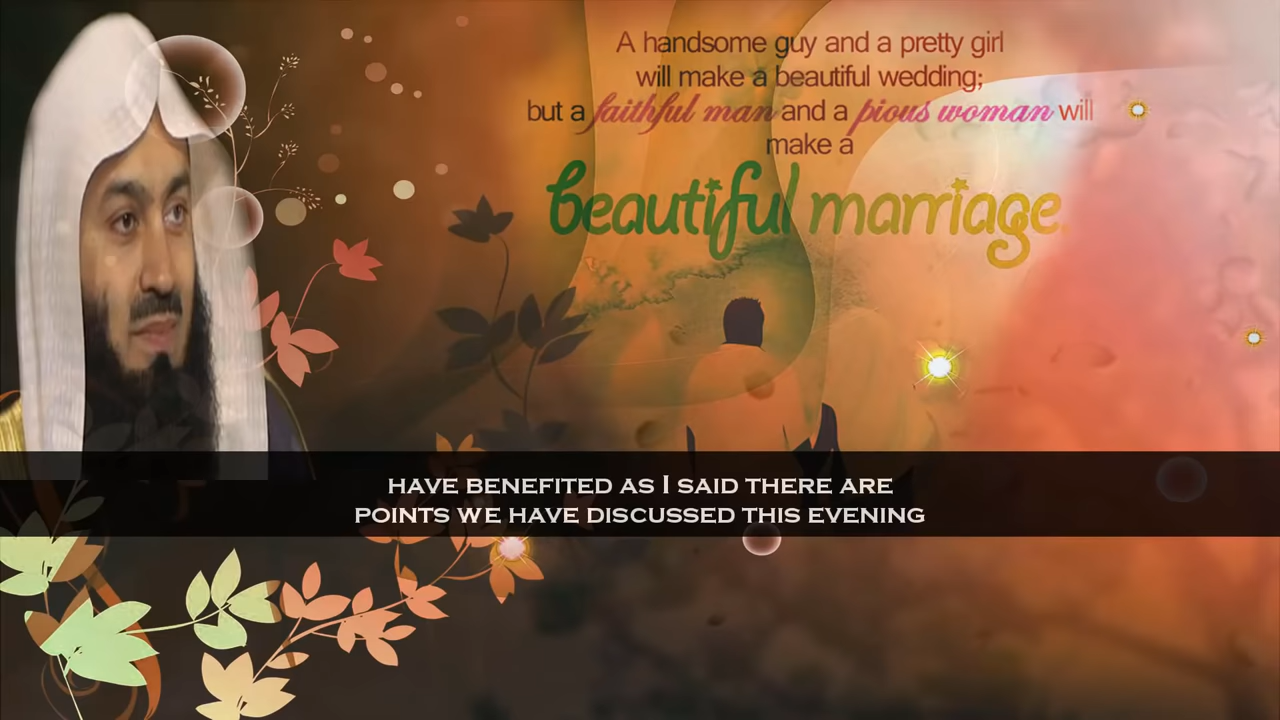 A handsome guy and a pretty girl
will make a beautiful wedding;
but a faithful man and a pious woman will
make a
beautiful marriage.
HAVE BENEFITED AS I SAID THERE ARE
POINTS WE HAVE DISCUSSED THIS EVENING